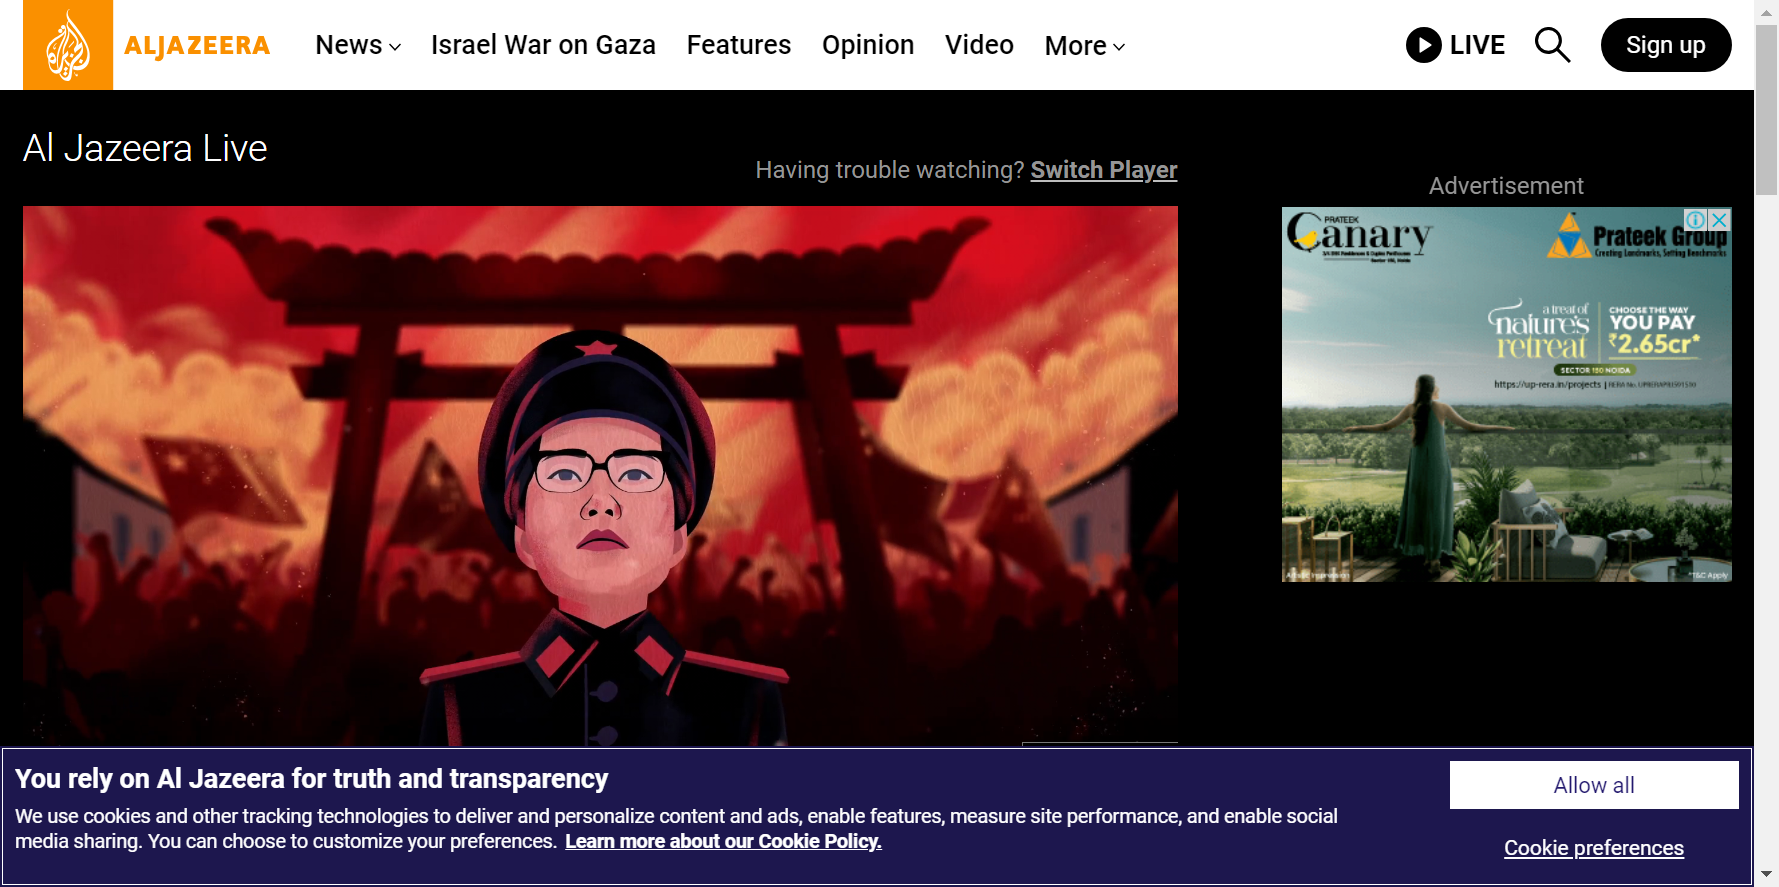 ALJAZEERA
News
Israel War on Gaza
Features
Opinion
Video
More
LIVE
Sign up
Al Jazeera Live
Having trouble watching? Switch Player
Advertisement
PRATEEK
Canary
Prateek Group
Creating Landmarks, Setting Benchmarks
a treat of
nature's
retreat
CHOOSE THE WAY
YOU PAY
₹2.65cr*
SECTOR 150 NOIDA
https://up-rera.in/projects
Artistic Impression
*T&C Apply
You rely on Al Jazeera for truth and transparency
We use cookies and other tracking technologies to deliver and personalize content and ads, enable features, measure site performance, and enable social
media sharing. You can choose to customize your preferences. Learn more about our Cookie Policy.
Allow all
Cookie preferences